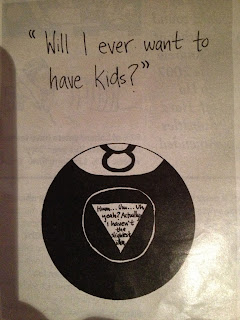 "Will I ever want to
have kids?"
8
Hmm... Um... Uh
yeah? Actually
I haven't
the
slightest
idea